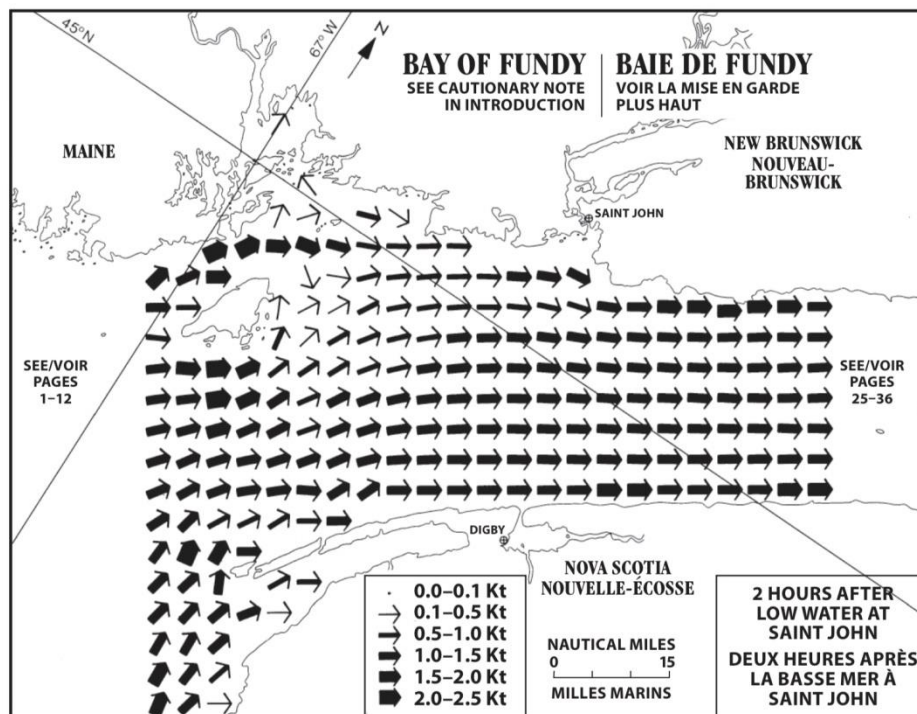 45°N
67° W
Z
BAY OF FUNDY
SEE CAUTIONARY NOTE
IN INTRODUCTION
BAIE DE FUNDY
VOIR LA MISE EN GARDE
PLUS HAUT
MAINE
NEW BRUNSWICK
NOUVEAU-
BRUNSWICK
SAINT JOHN
SEE/VOIR
PAGES
1–12
SEE/VOIR
PAGES
25–36
DIGBY
NOVA SCOTIA
NOUVELLE-ÉCOSSE
0.0–0.1 Kt
0.1–0.5 Kt
0.5–1.0 Kt
1.0–1.5 Kt
1.5–2.0 Kt
2.0–2.5 Kt
NAUTICAL MILES
0 15
MILLES MARINS
2 HOURS AFTER
LOW WATER AT
SAINT JOHN
DEUX HEURES APRÈS
LA BASSE MER À
SAINT JOHN